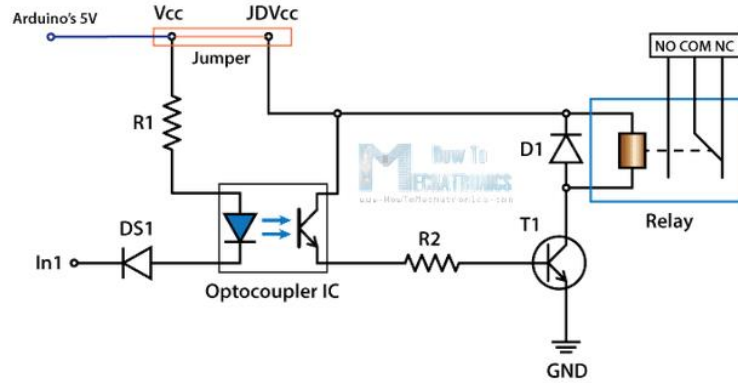 Arduino's 5V
Vcc
JDVcc
Jumper
NO COM NC
R1
D1
How To
MECHATRONICS
www.HowToMechatronics.com
DS1
T1
Relay
R2
In1
Optocoupler IC
GND